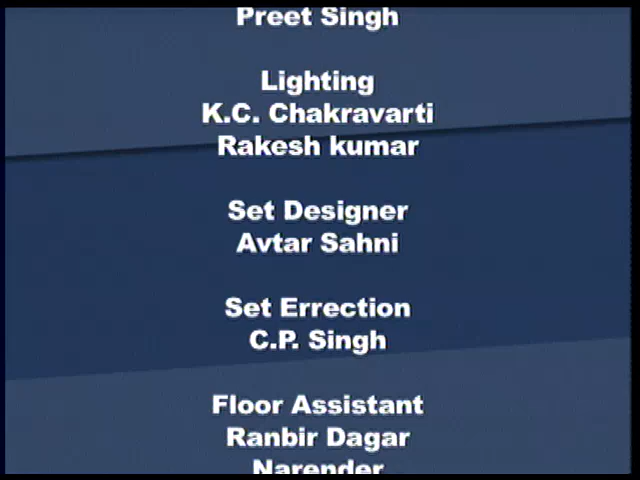 Preet Singh
Lighting
K.C. Chakravarti
Rakesh kumar
Set Designer
Avtar Sahni
Set Errection
C.P. Singh
Floor Assistant
Ranbir Dagar
Narender